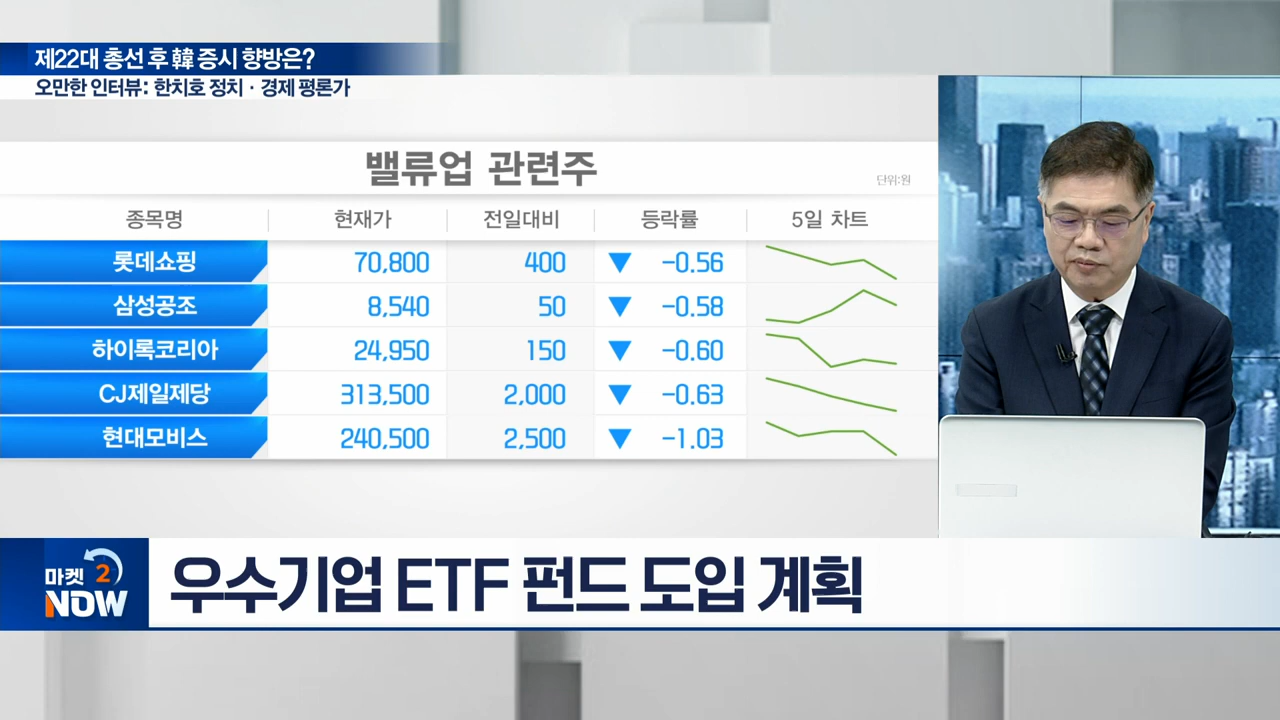 제22대 총선 후 韓 증시 향방은?
오만한 인터뷰: 한치호 정치 · 경제 평론가
밸류업 관련주
단위:원
종목명 현재가 전일대비 등락률 5일 차트
롯데쇼핑 70,800 400 ▼ -0.56
삼성공조 8,540 50 ▼ -0.58
하이록코리아 24,950 150 ▼ -0.60
CJ제일제당 313,500 2,000 ▼ -0.63
현대모비스 240,500 2,500 ▼ -1.03
마켓 2
NOW
우수기업 ETF 펀드 도입 계획